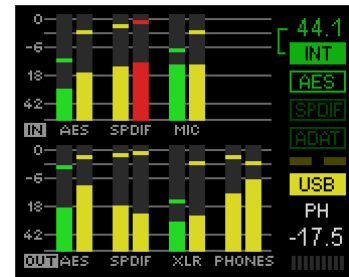 0
-6
18
42
IN AES SPDIF MIC
0
-6
18
42
OUT AES SPDIF XLR PHONES
44.1
INT
AES
SPDIF
ADAT
USB
PH
-17.5